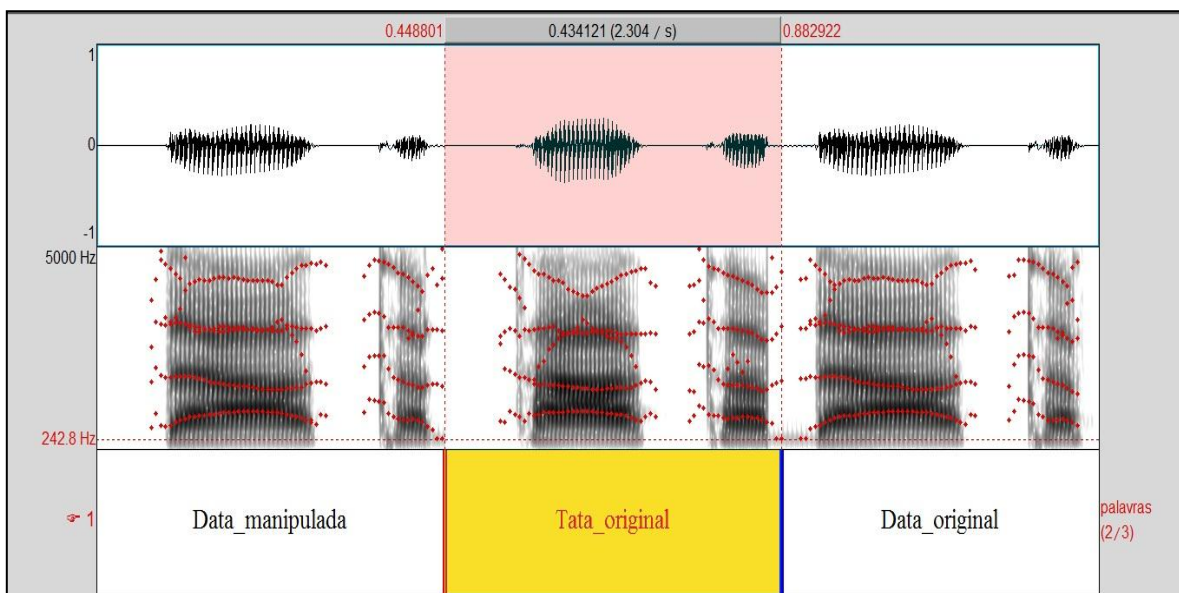 0.448801 0.434121 (2.304 / s) 0.882922
1
0
-1
5000 Hz
242.8 Hz
☞ 1 Data_manipulada Tata_original Data_original palavras
(2/3)